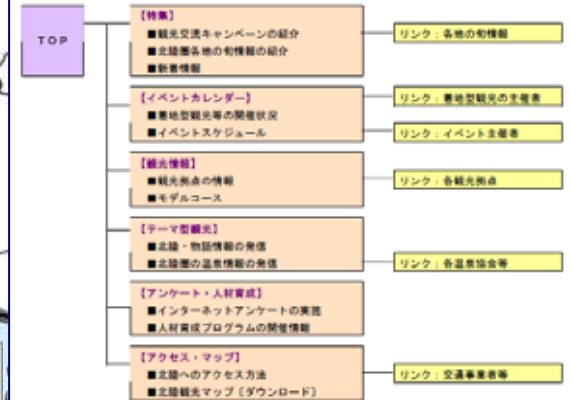 TOP
【特集】
■観光交流キャンペーンの紹介
■北陸圏各地の旬情報の紹介
■新着情報
リンク：各地の旬情報
【イベントカレンダー】
■着地型観光等の開催状況
■イベントスケジュール
リンク：着地型観光の主催者
リンク：イベント主催者
【観光情報】
■観光拠点の情報
■モデルコース
リンク：各観光拠点
【テーマ型観光】
■北陸・物語情報の発信
■北陸圏の温泉情報の発信
リンク：各温泉協会等
【アンケート・人材育成】
■インターネットアンケートの実施
■人材育成プログラムの開催情報
【アクセス・マップ】
■北陸へのアクセス方法
■北陸観光マップ〔ダウンロード〕
リンク：交通事業者等